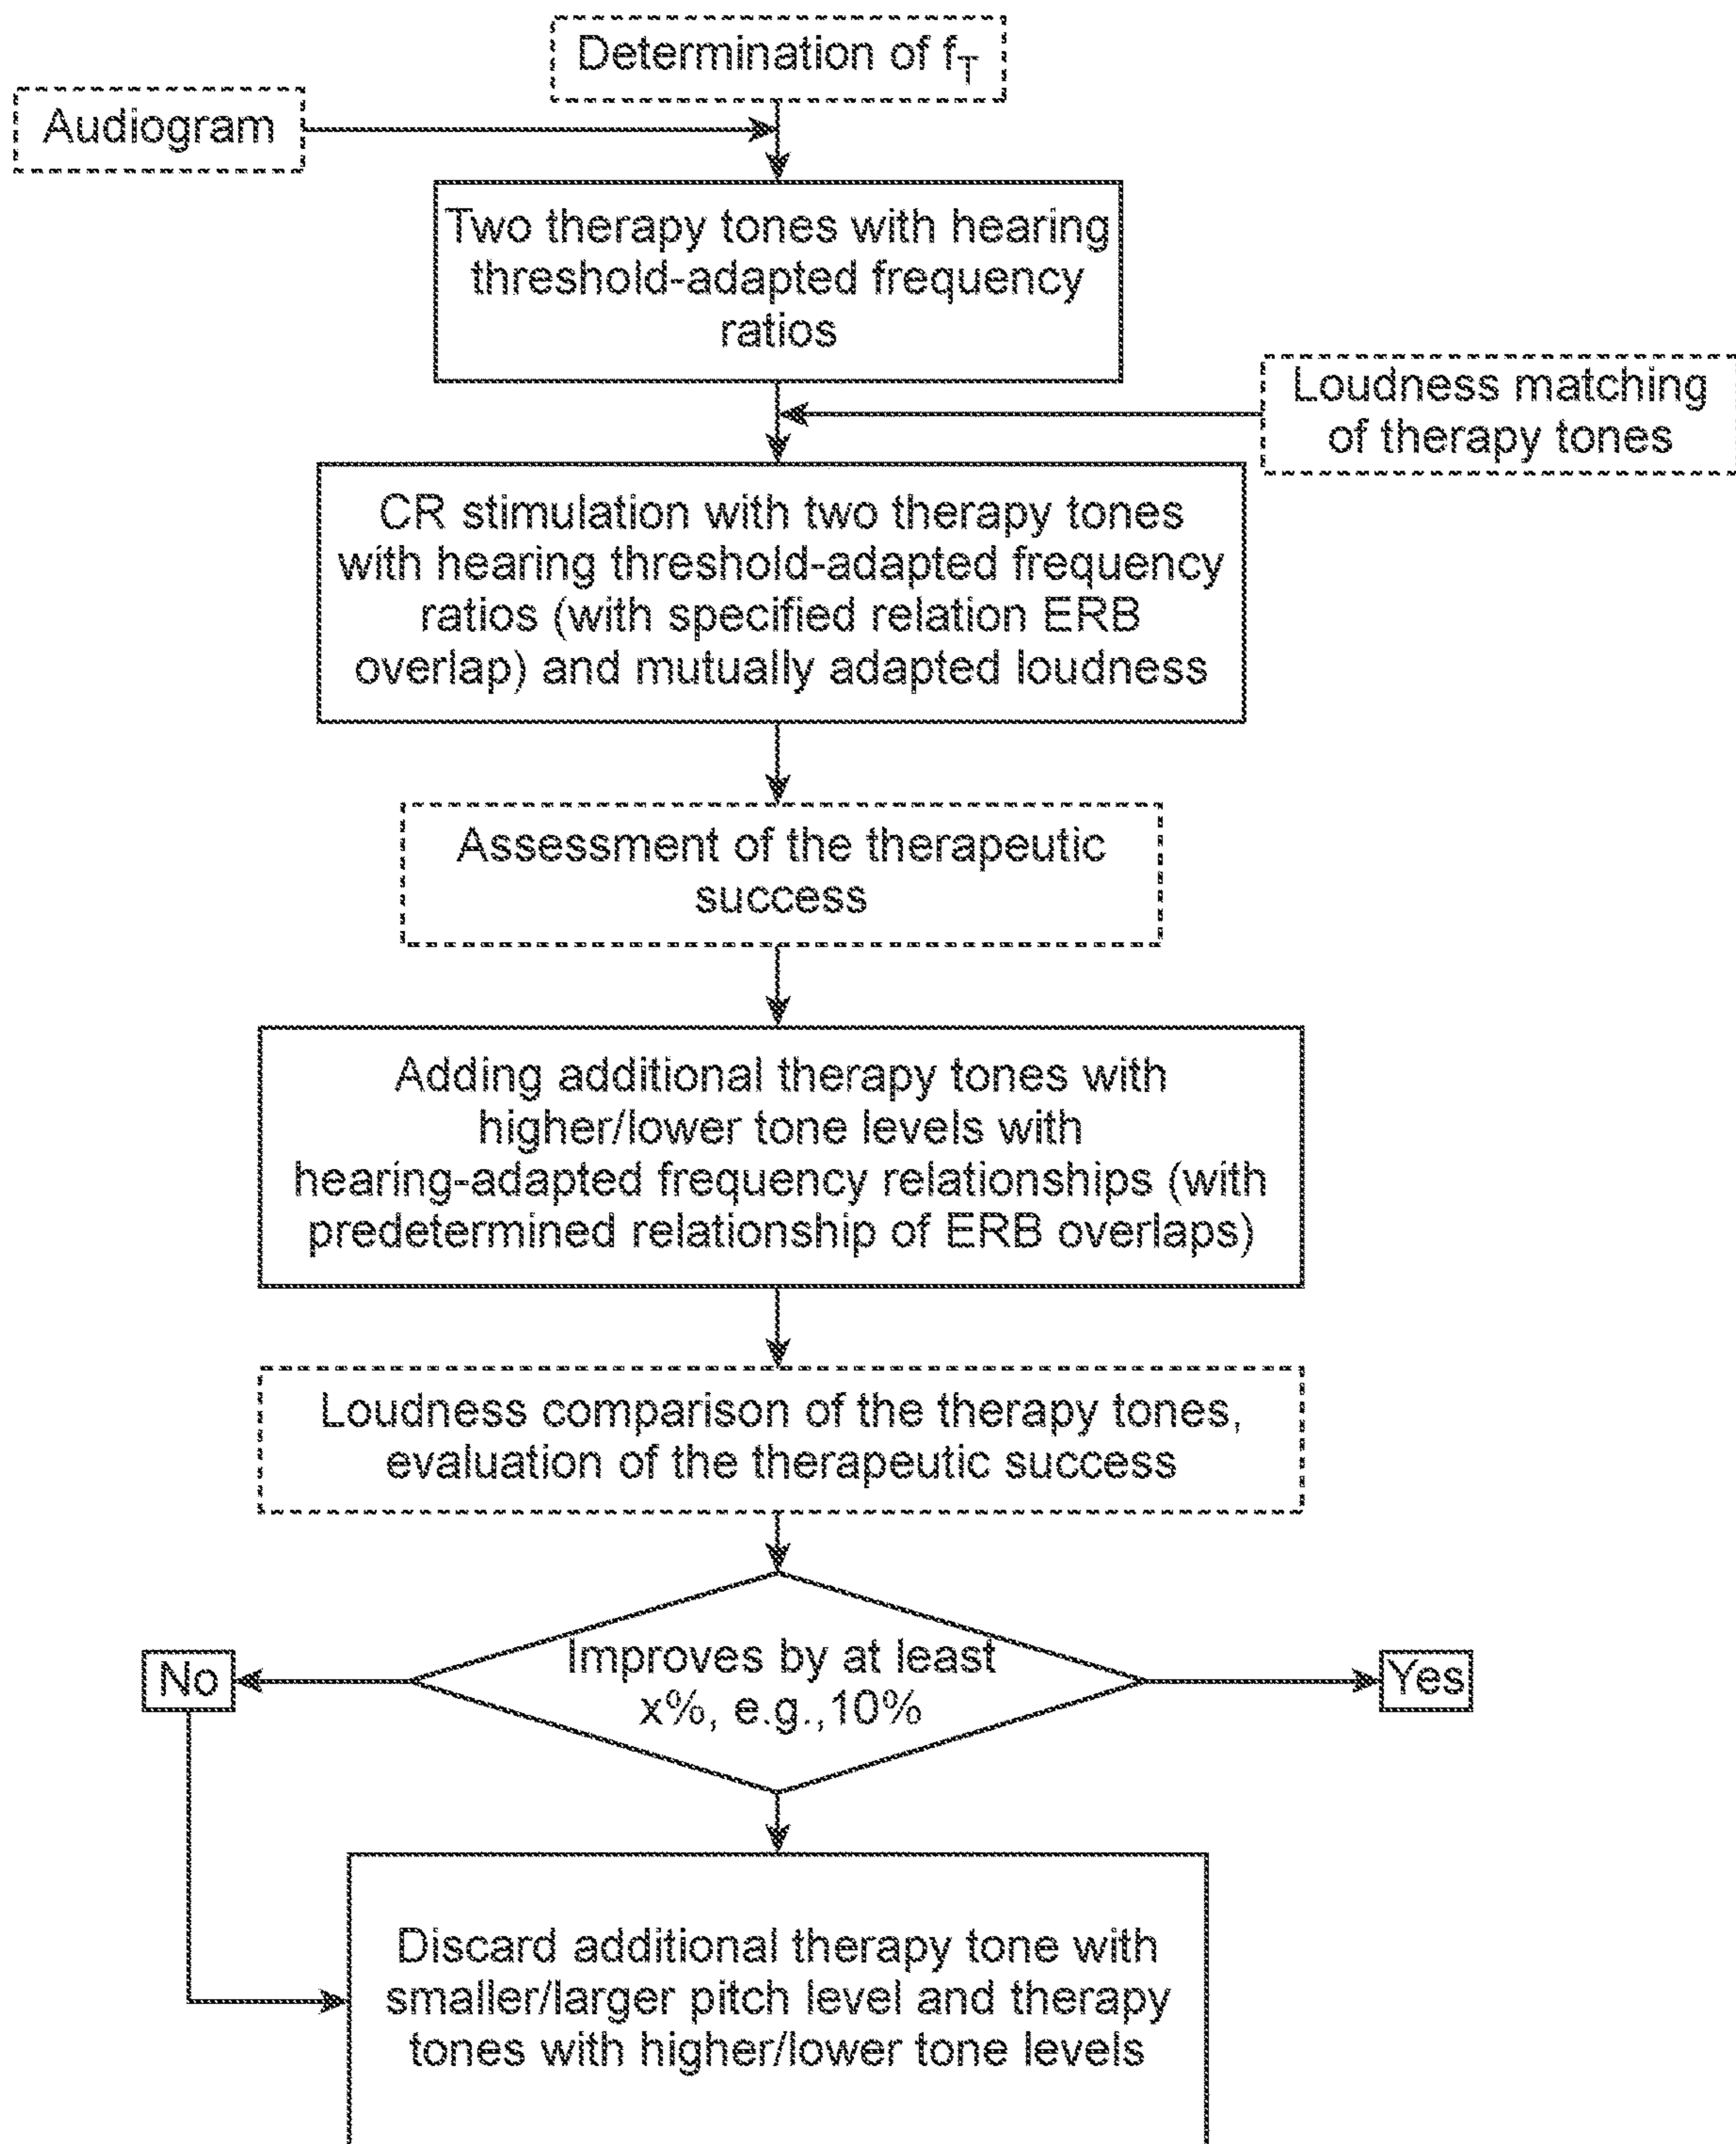 Determination of fT
Audiogram
Two therapy tones with hearing
threshold-adapted frequency
ratios
Loudness matching
of therapy tones
CR stimulation with two therapy tones
with hearing threshold-adapted frequency
ratios (with specified relation ERB
overlap) and mutually adapted loudness
Assessment of the therapeutic
success
Adding additional therapy tones with
higher/lower tone levels with
hearing-adapted frequency relationships (with
predetermined relationship of ERB overlaps)
Loudness comparison of the therapy tones,
evaluation of the therapeutic success
Improves by at least
x%, e.g.,10%
No
Yes
Discard additional therapy tone with
smaller/larger pitch level and therapy
tones with higher/lower tone levels